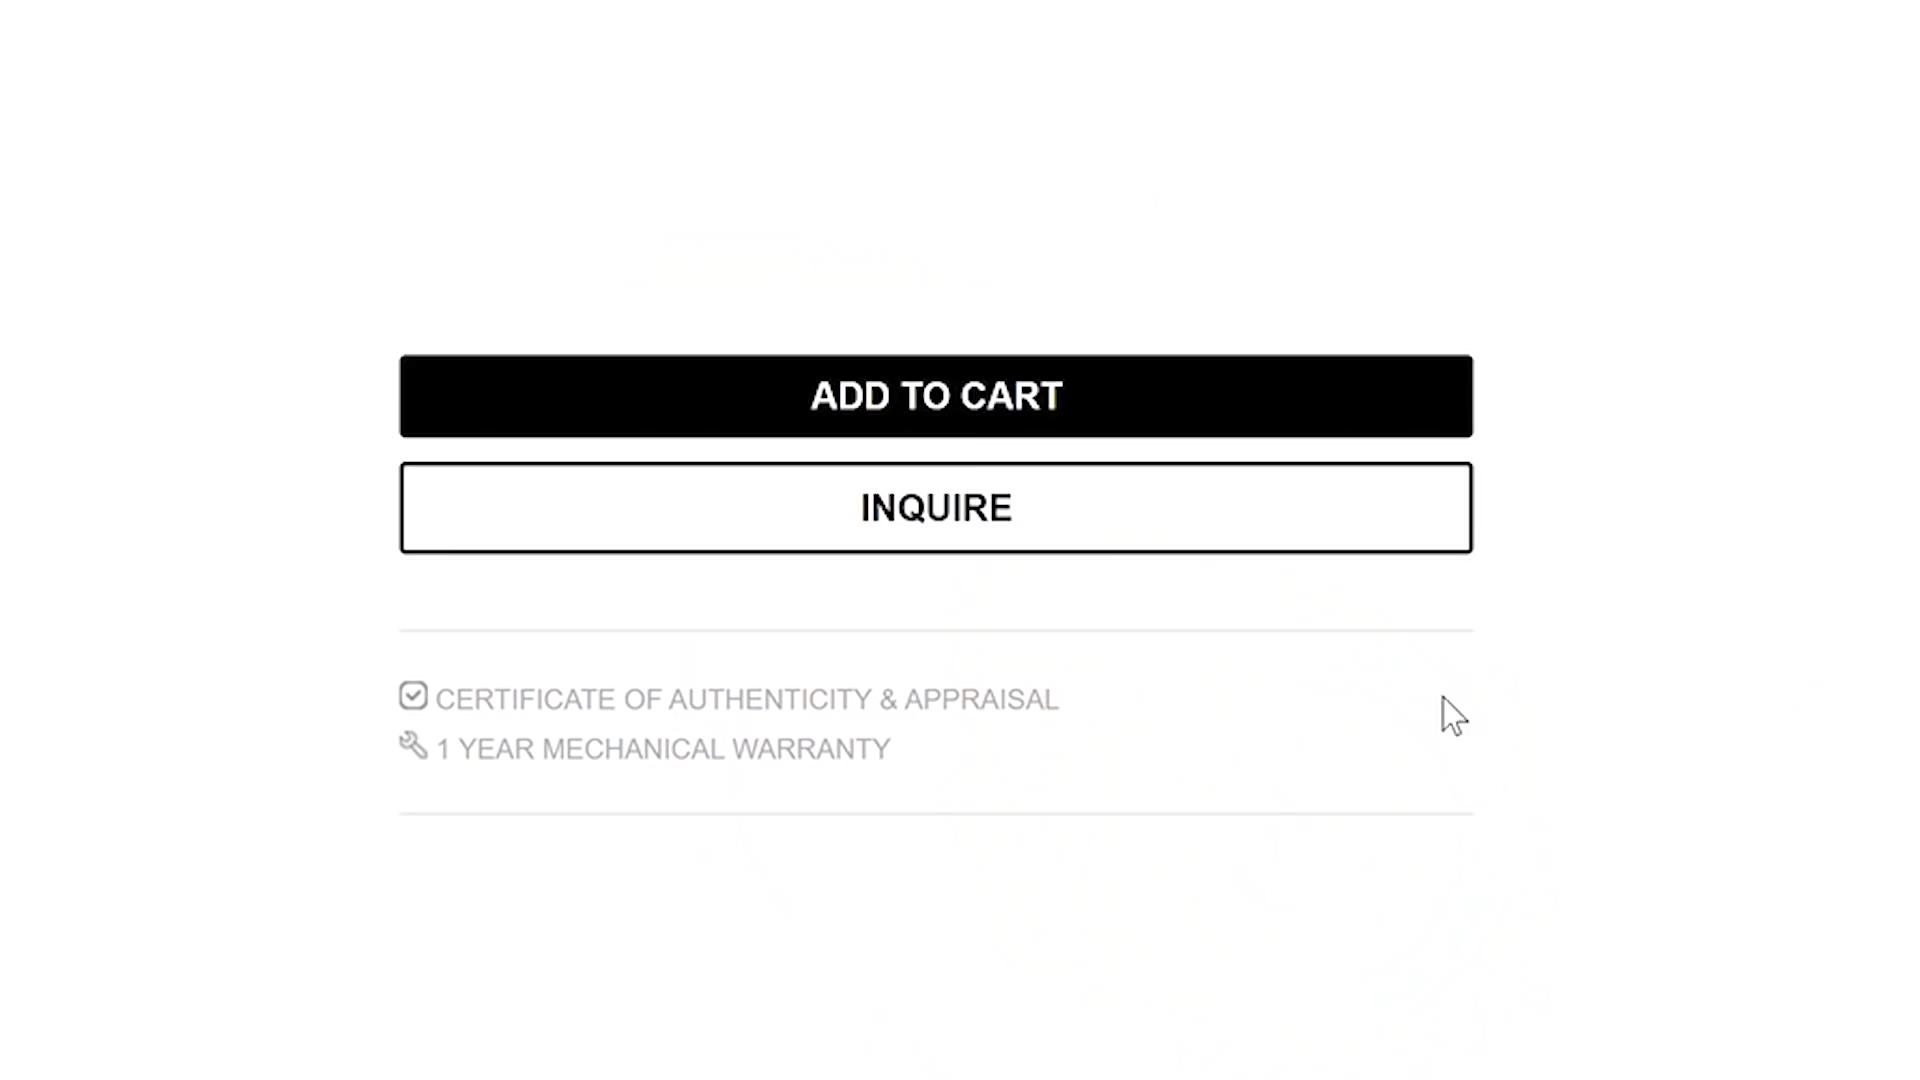 ADD TO CART
INQUIRE
CERTIFICATE OF AUTHENTICITY & APPRAISAL
1 YEAR MECHANICAL WARRANTY